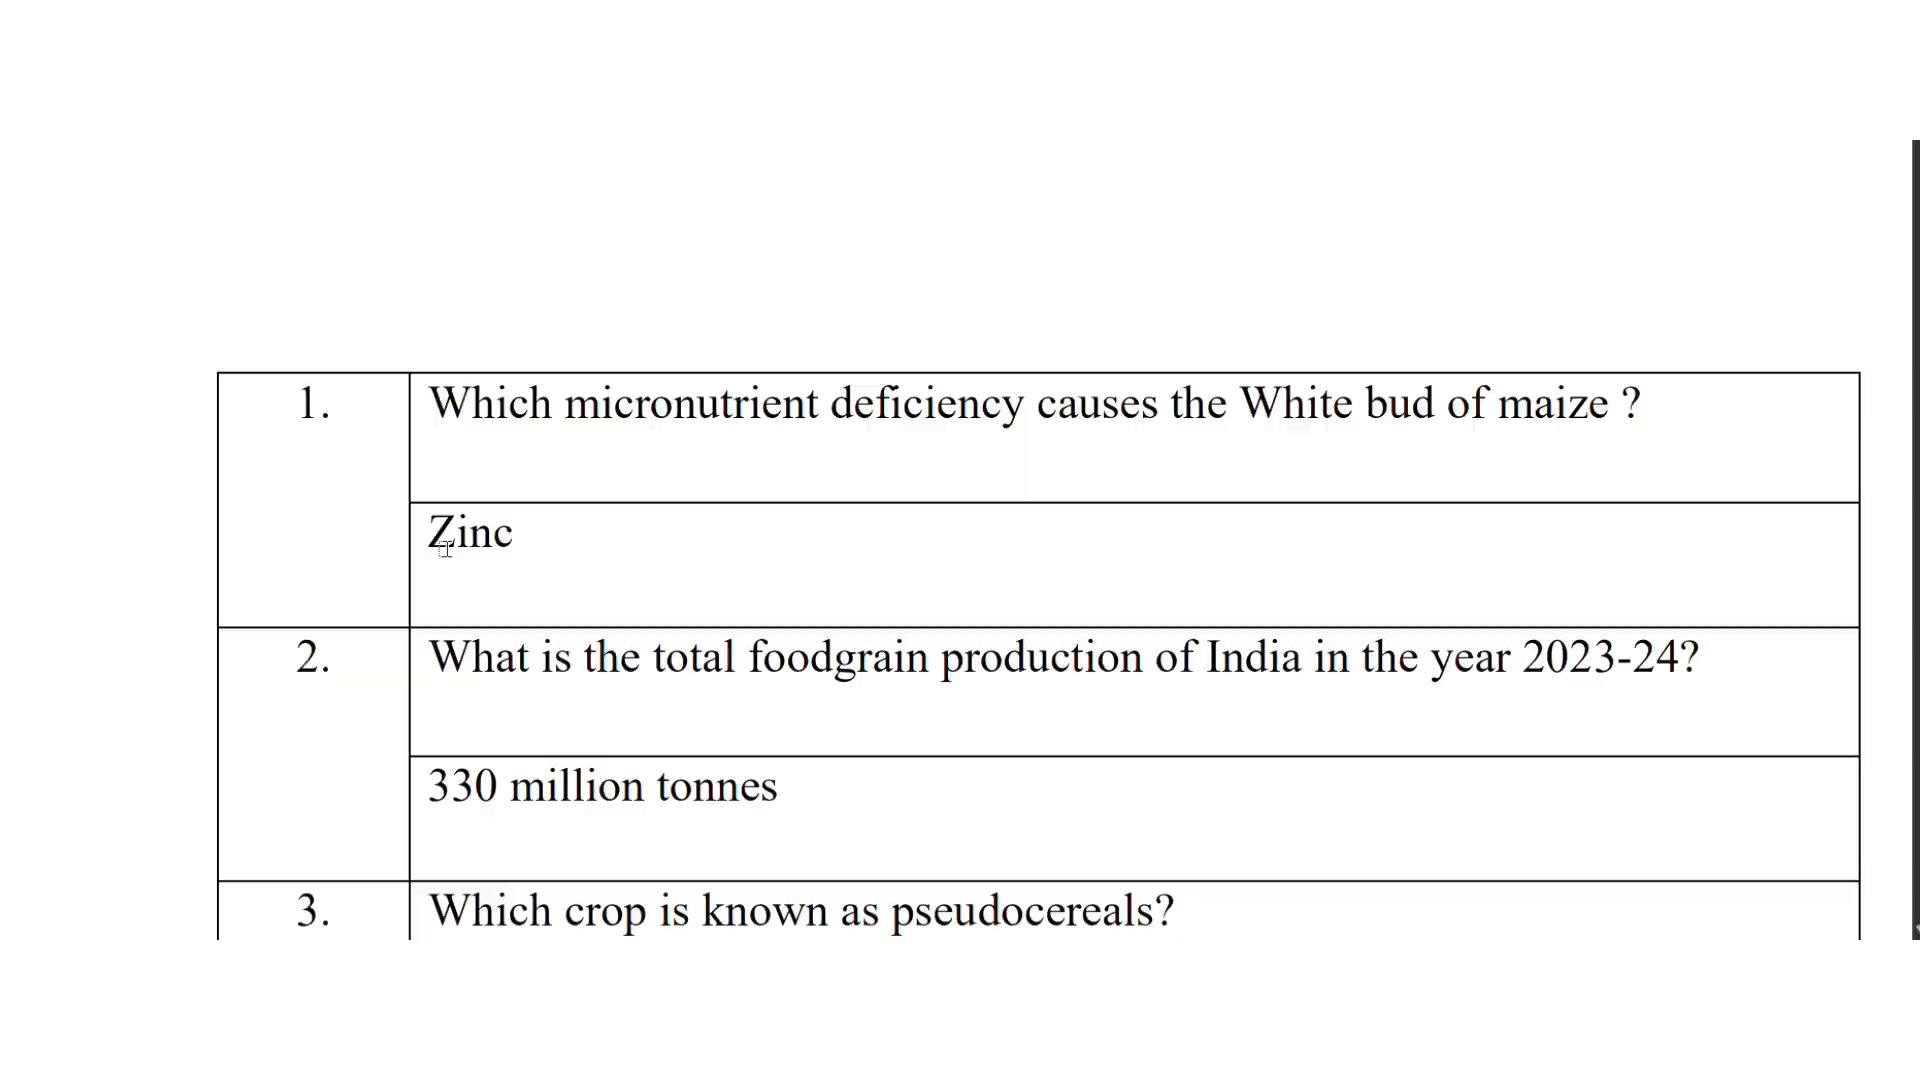 1.
Which micronutrient deficiency causes the White bud of maize ?
Zinc
2.
What is the total foodgrain production of India in the year 2023-24?
330 million tonnes
3.
Which crop is known as pseudocereals?